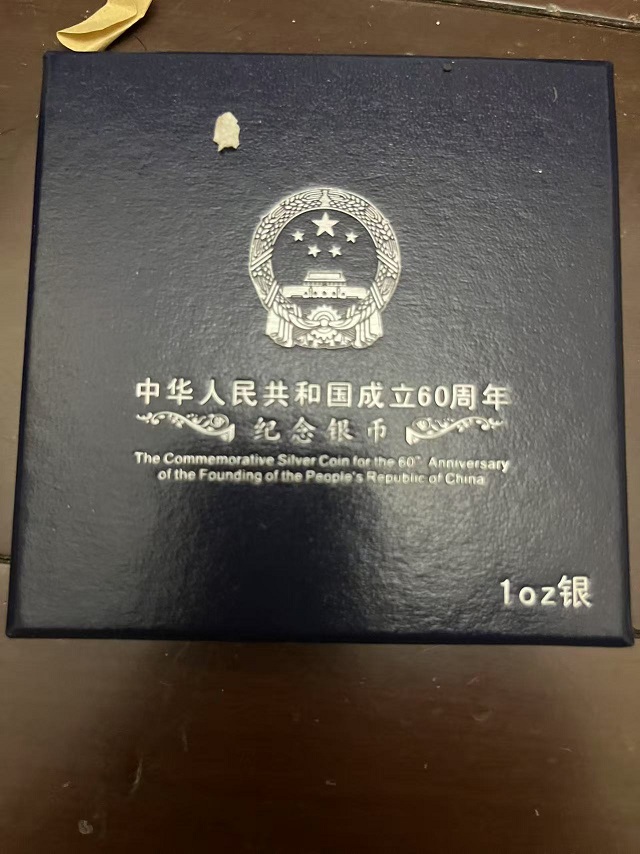 中华人民共和国成立60周年
纪念银币
The Commemorative Silver Coin for the 60th Anniversary
of the Founding of the People's Republic of China
1oz银